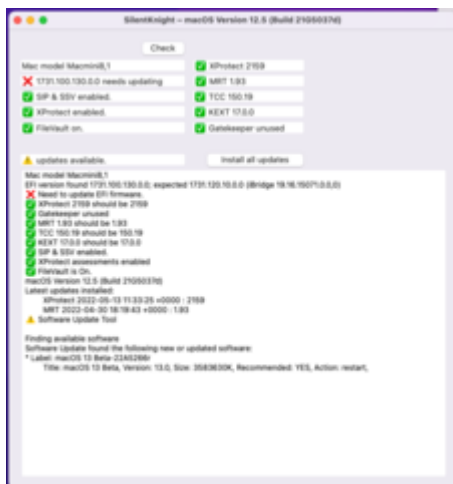 SilentKnight – macOS Version 12.5 (Build 21G5037d)
Check
Mac model Macmini8,1
XProtect 2159
1731.100.130.0.0 needs updating
MRT 1.93
SIP & SSV enabled.
TCC 150.19
XProtect enabled.
KEXT 17.0.0
FileVault on.
Gatekeeper unused
updates available.
Install all updates
Mac model Macmini8,1
EFI version found 1731.100.130.0.0; expected 1731.120.10.0.0 (iBridge 19.16.15071.0.0,0)
Need to update EFI firmware.
XProtect 2159 should be 2159
Gatekeeper unused
MRT 1.93 should be 1.93
TCC 150.19 should be 150.19
KEXT 17.0.0 should be 17.0.0
SIP & SSV enabled.
XProtect assessments enabled
FileVault is On.
macOS Version 12.5 (Build 21G5037d)
Latest updates installed:
XProtect 2022-05-13 11:33:25 +0000 : 2159
MRT 2022-04-30 18:18:43 +0000 : 1.93
Software Update Tool
Finding available software
Software Update found the following new or updated software:
* Label: macOS 13 Beta-22A5266r
Title: macOS 13 Beta, Version: 13.0, Size: 3583630K, Recommended: YES, Action: restart,